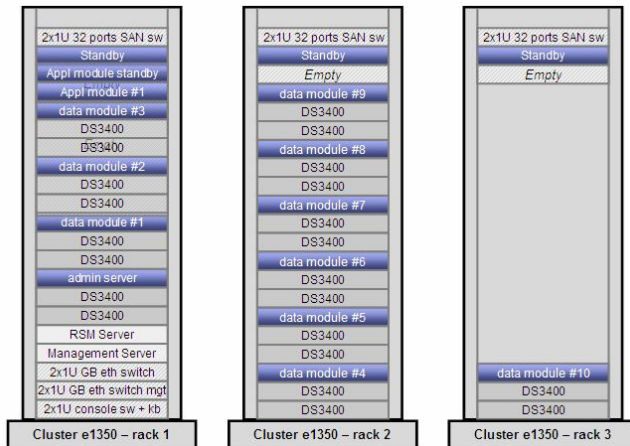 2x1U 32 ports SAN sw
Standby
Appl module standby
Empty
Appl module #1
data module #3
DS3400
DS3400
data module #2
DS3400
DS3400
data module #1
DS3400
DS3400
admin server
DS3400
DS3400
RSM Server
Management Server
2x1U GB eth switch
2x1U GB eth switch mgt
2x1U console sw + kb
Cluster e1350 – rack 1
2x1U 32 ports SAN sw
Standby
Empty
data module #9
DS3400
DS3400
data module #8
DS3400
DS3400
data module #7
DS3400
DS3400
data module #6
DS3400
DS3400
data module #5
DS3400
DS3400
data module #4
DS3400
DS3400
Cluster e1350 – rack 2
2x1U 32 ports SAN sw
Standby
Empty
data module #10
DS3400
DS3400
Cluster e1350 – rack 3